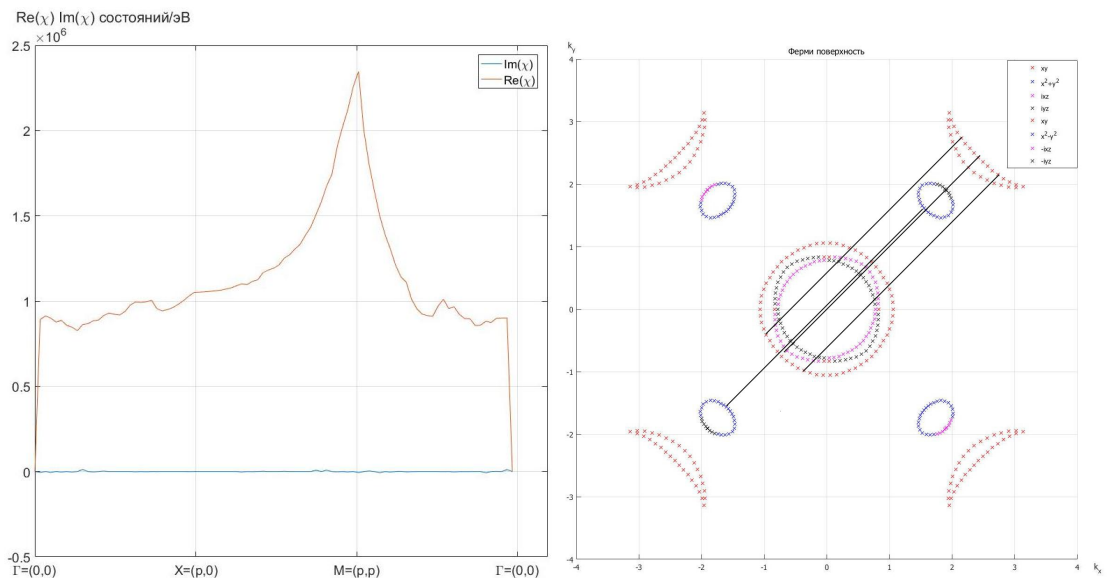 Re(χ) Im(χ) состояний/эВ
×10⁶
2.5
2
1.5
1
0.5
0
-0.5
Γ=(0,0)
X=(p,0)
M=(p,p)
Γ=(0,0)
Im(χ)
Re(χ)
Ферми поверхность
k_y
4
3
2
1
0
-1
-2
-3
-4
-4
-3
-2
-1
0
1
2
3
4
k_x
xy
x²+y²
ixz
iyz
xy
x²-y²
-ixz
-iyz